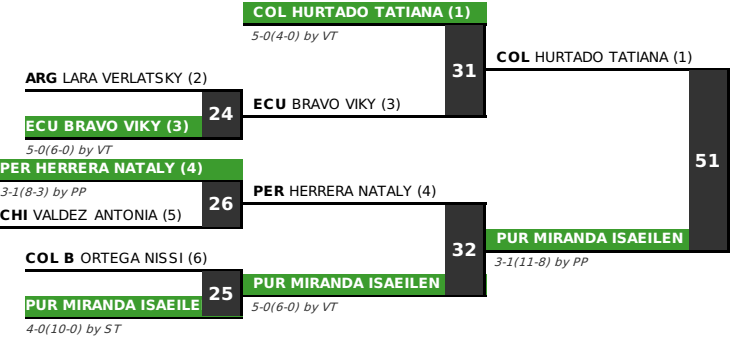 COL HURTADO TATIANA (1)
5-0(4-0) by VT
31
COL HURTADO TATIANA (1)
ARG LARA VERLATSKY (2)
24
ECU BRAVO VIKY (3)
ECU BRAVO VIKY (3)
5-0(6-0) by VT
51
PER HERRERA NATALY (4)
3-1(8-3) by PP
26
PER HERRERA NATALY (4)
CHI VALDEZ ANTONIA (5)
32
PUR MIRANDA ISAEILEN
3-1(11-8) by PP
COL B ORTEGA NISSI (6)
25
PUR MIRANDA ISAEILEN
5-0(6-0) by VT
PUR MIRANDA ISAEILE
4-0(10-0) by ST